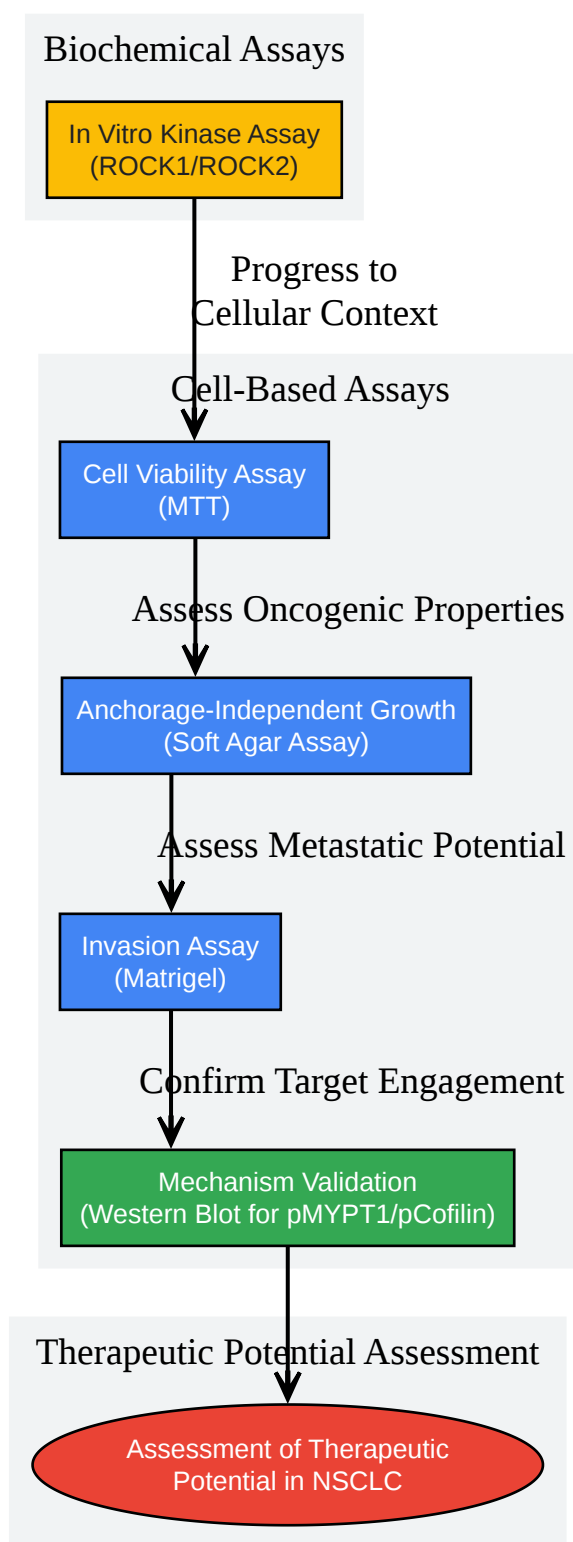 Biochemical Assays
In Vitro Kinase Assay
(ROCK1/ROCK2)
Progress to
Cellular Context
Cell-Based Assays
Cell Viability Assay
(MTT)
Assess Oncogenic Properties
Anchorage-Independent Growth
(Soft Agar Assay)
Assess Metastatic Potential
Invasion Assay
(Matrigel)
Confirm Target Engagement
Mechanism Validation
(Western Blot for pMYPT1/pCofilin)
Therapeutic Potential Assessment
Assessment of Therapeutic
Potential in NSCLC